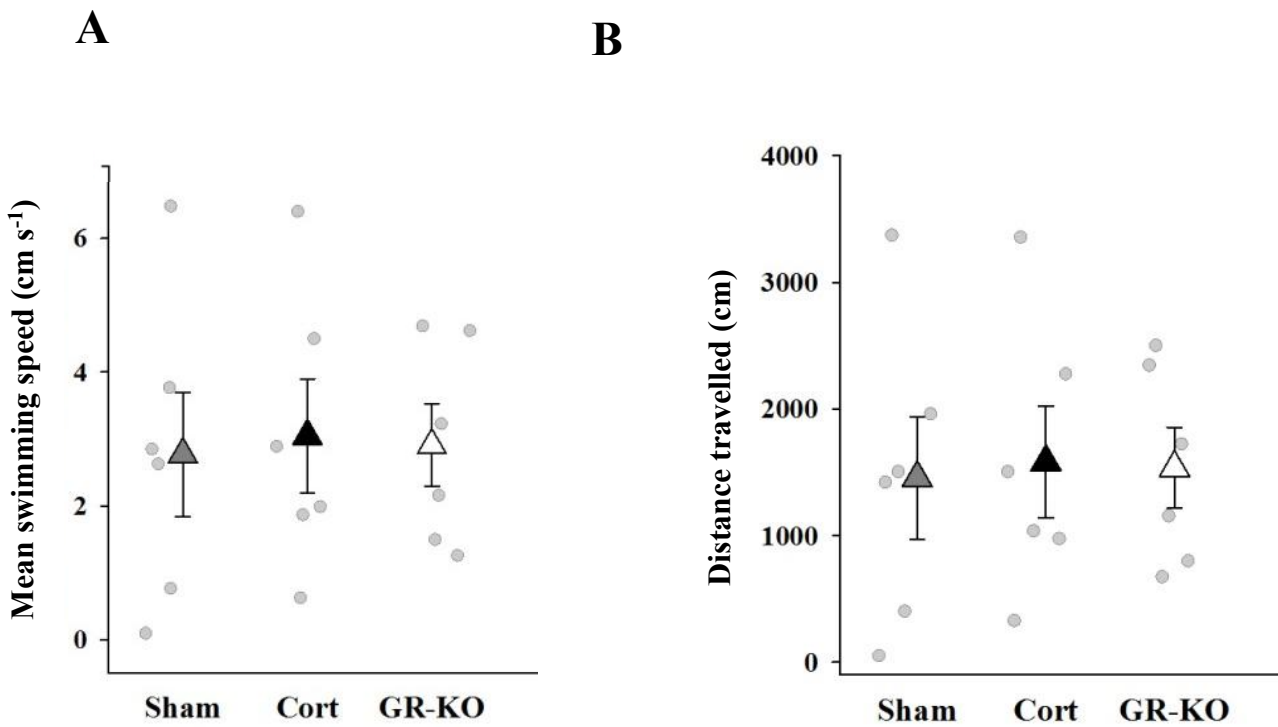 A
B
Mean swimming speed (cm s⁻¹)
6
4
2
0
Sham Cort GR-KO
Distance travelled (cm)
4000
3000
2000
1000
0
Sham Cort GR-KO